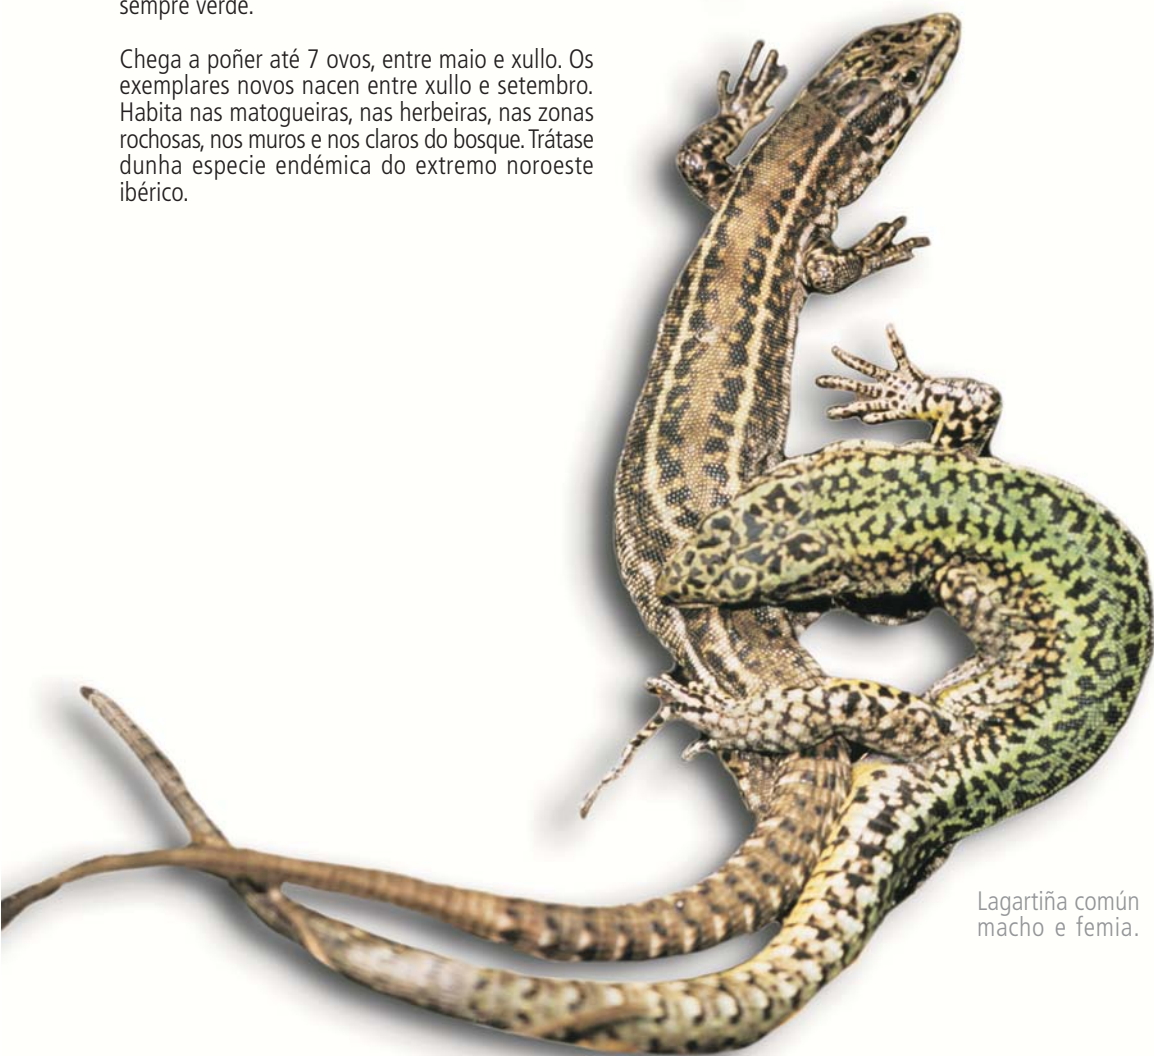 sempre verde.
Chega a poñer até 7 ovos, entre maio e xullo. Os
exemplares novos nacen entre xullo e setembro.
Habita nas matogueiras, nas herbeiras, nas zonas
rochosas, nos muros e nos claros do bosque. Trátase
dunha especie endémica do extremo noroeste
ibérico.
Lagartiña común
macho e femia.